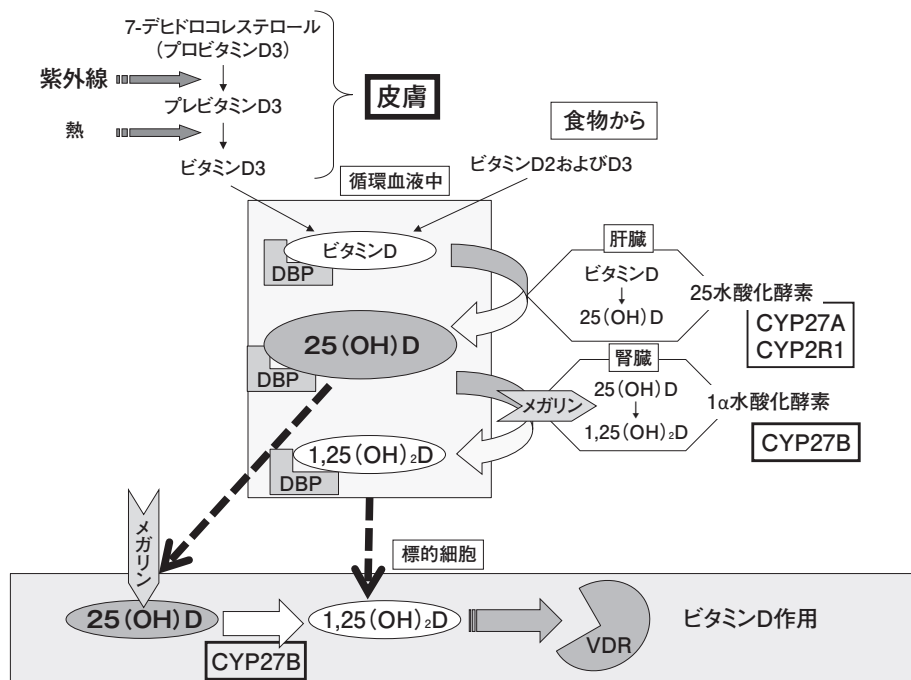 7-デヒドロコレステロール
(プロビタミンD3)
紫外線
プレビタミンD3
熱
ビタミンD3
皮膚
食物から
ビタミンD2およびD3
循環血液中
ビタミンD
DBP
肝臓
ビタミンD
25(OH)D
25水酸化酵素
CYP27A
CYP2R1
25(OH)D
DBP
腎臓
メガリン
25(OH)D
1,25(OH)₂D
1α水酸化酵素
CYP27B
1,25(OH)₂D
DBP
メガリン
標的細胞
25(OH)D
1,25(OH)₂D
CYP27B
VDR
ビタミンD作用